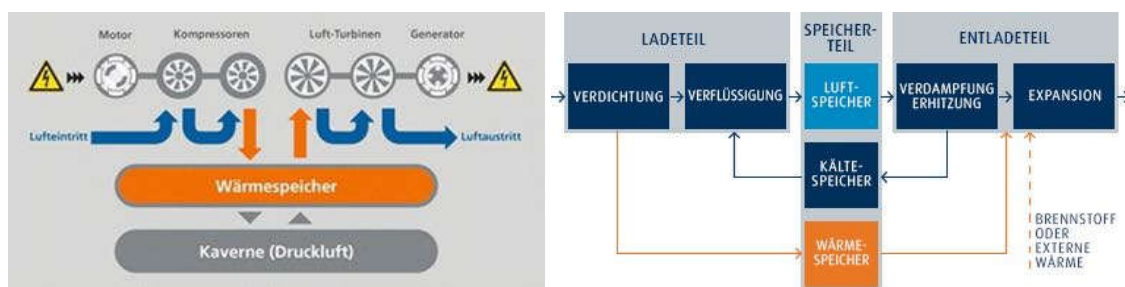 Motor
Kompressoren
Luft-Turbinen
Generator
Lufteintritt
Luftaustritt
Wärmespeicher
Kaverne (Druckluft)
LADETEIL
SPEICHER-
TEIL
ENTLADETEIL
VERDICHTUNG
VERFLÜSSIGUNG
LUFT-
SPEICHER
VERDAMPFUNG
ERHITZUNG
EXPANSION
KÄLTE-
SPEICHER
WÄRME-
SPEICHER
BRENNSTOFF
ODER
EXTERNE
WÄRME